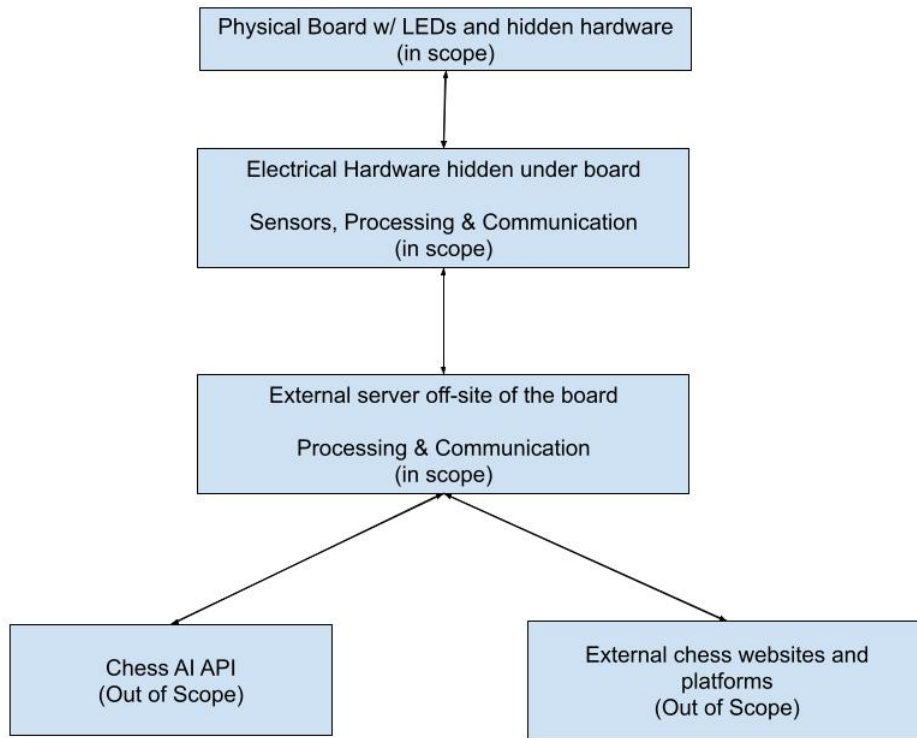 Physical Board w/ LEDs and hidden hardware
(in scope)
Electrical Hardware hidden under board
Sensors, Processing & Communication
(in scope)
External server off-site of the board
Processing & Communication
(in scope)
Chess AI API
(Out of Scope)
External chess websites and
platforms
(Out of Scope)